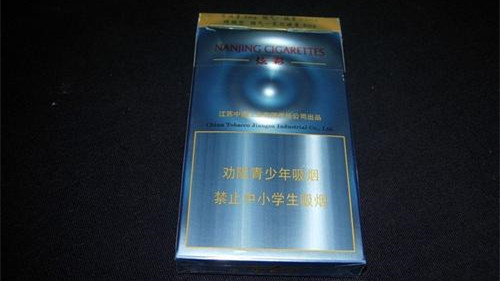 NANJING CIGARETTES
炫彩
江苏中烟工业有限责任公司出品
China Tobacco Jiangsu Industrial Co., Ltd
劝阻青少年吸烟
禁止中小学生吸烟